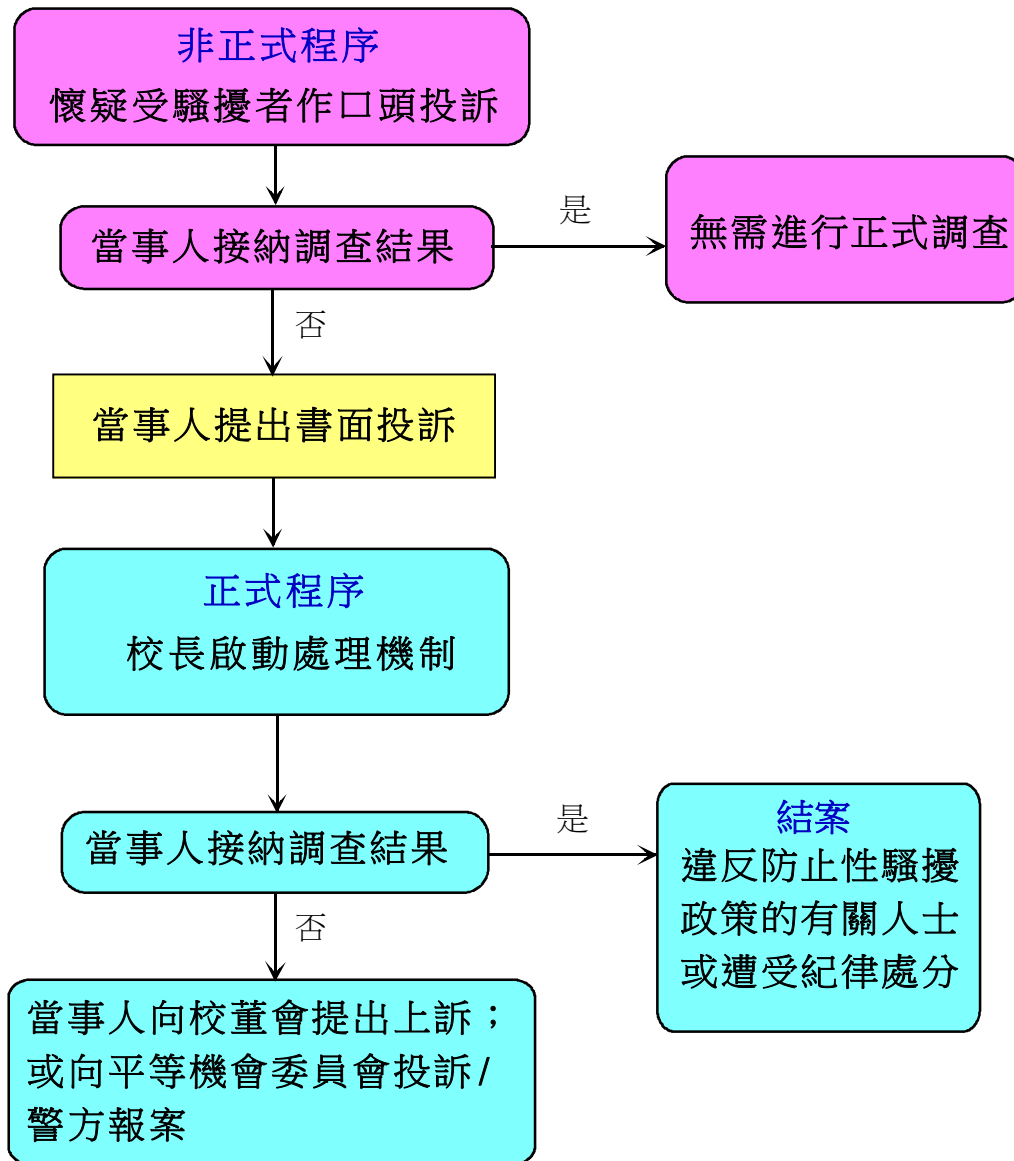 非正式程序
懷疑受騷擾者作口頭投訴
當事人接納調查結果
是
無需進行正式調查
否
當事人提出書面投訴
正式程序
校長啟動處理機制
當事人接納調查結果
是
結案
違反防止性騷擾
政策的有關人士
或遭受紀律處分
否
當事人向校董會提出上訴；
或向平等機會委員會投訴/
警方報案